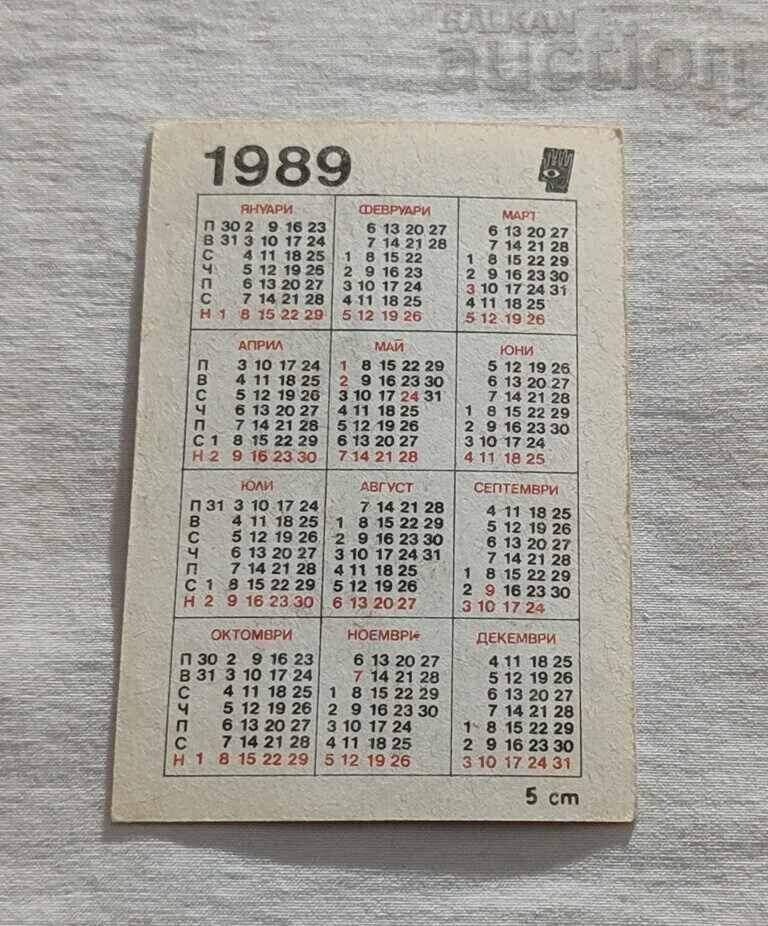 BALKAN
auction
1989
ЯНУАРИ
П 30 2 9 16 23
В 31 3 10 17 24
С 4 11 18 25
Ч 5 12 19 26
П 6 13 20 27
С 7 14 21 28
Н 1 8 15 22 29
ФЕВРУАРИ
6 13 20 27
7 14 21 28
1 8 15 22
2 9 16 23
3 10 17 24
4 11 18 25
5 12 19 26
МАРТ
6 13 20 27
7 14 21 28
1 8 15 22 29
2 9 16 23 30
3 10 17 24 31
4 11 18 25
5 12 19 26
АПРИЛ
П 3 10 17 24
В 4 11 18 25
С 5 12 19 26
Ч 6 13 20 27
П 7 14 21 28
С 1 8 15 22 29
Н 2 9 16 23 30
МАЙ
1 8 15 22 29
2 9 16 23 30
3 10 17 24 31
4 11 18 25
5 12 19 26
6 13 20 27
7 14 21 28
ЮНИ
5 12 19 26
6 13 20 27
7 14 21 28
1 8 15 22 29
2 9 16 23 30
3 10 17 24
4 11 18 25
ЮЛИ
П 31 3 10 17 24
В 4 11 18 25
С 5 12 19 26
Ч 6 13 20 27
П 7 14 21 28
С 1 8 15 22 29
Н 2 9 16 23 30
АВГУСТ
7 14 21 28
1 8 15 22 29
2 9 16 23 30
3 10 17 24 31
4 11 18 25
5 12 19 26
6 13 20 27
СЕПТЕМВРИ
4 11 18 25
5 12 19 26
6 13 20 27
7 14 21 28
1 8 15 22 29
2 9 16 23 30
3 10 17 24
ОКТОМВРИ
П 30 2 9 16 23
В 31 3 10 17 24
С 4 11 18 25
Ч 5 12 19 26
П 6 13 20 27
С 7 14 21 28
Н 1 8 15 22 29
НОЕМВРИ
6 13 20 27
7 14 21 28
1 8 15 22 29
2 9 16 23 30
3 10 17 24
4 11 18 25
5 12 19 26
ДЕКЕМВРИ
4 11 18 25
5 12 19 26
6 13 20 27
7 14 21 28
1 8 15 22 29
2 9 16 23 30
3 10 17 24 31
5 cm